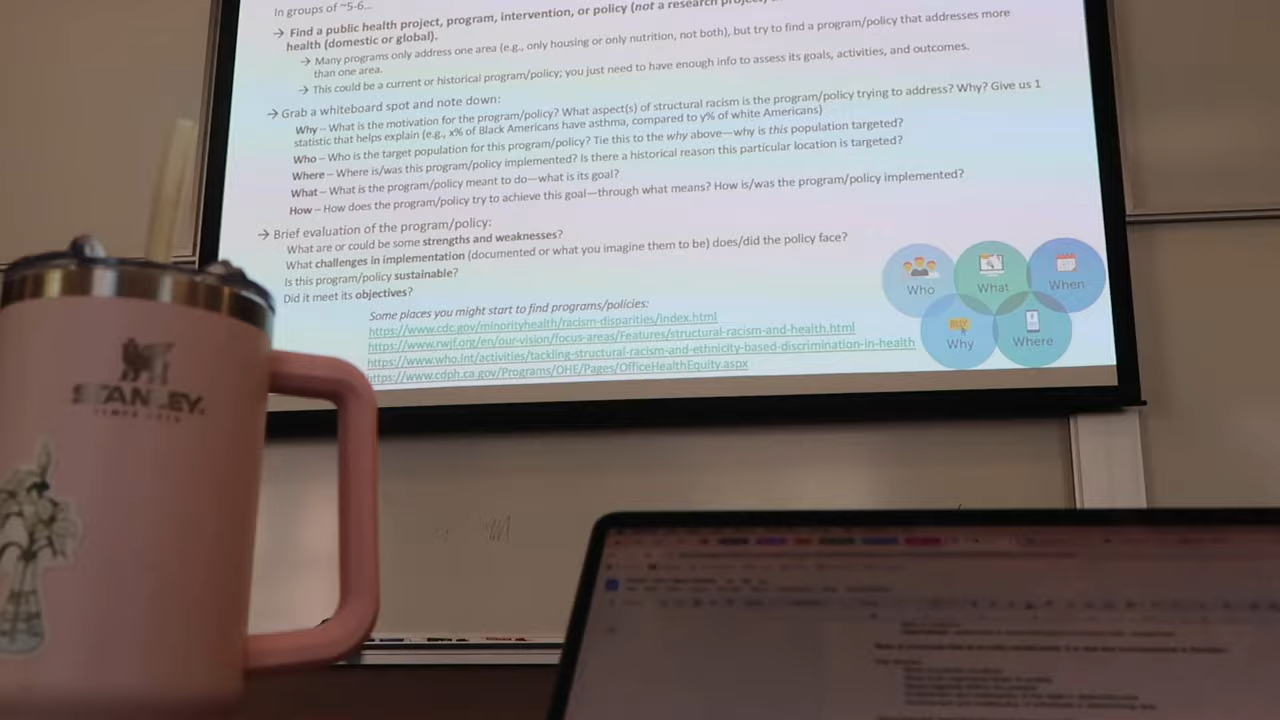 In groups of ~5-6...
→ Find a public health project, program, intervention, or policy (not a research project)
health (domestic or global).
→ Many programs only address one area (e.g., only housing or only nutrition, not both), but try to find a program/policy that addresses more
than one area.
→ This could be a current or historical program/policy; you just need to have enough info to assess its goals, activities, and outcomes.
→ Grab a whiteboard spot and note down:
Why – What is the motivation for the program/policy? What aspect(s) of structural racism is the program/policy trying to address? Why? Give us 1
statistic that helps explain (e.g., x% of Black Americans have asthma, compared to y% of white Americans)
Who – Who is the target population for this program/policy? Tie this to the why above—why is this population targeted?
Where – Where is/was this program/policy implemented? Is there a historical reason this particular location is targeted?
What – What is the program/policy meant to do—what is its goal?
How – How does the program/policy try to achieve this goal—through what means? How is/was the program/policy implemented?
→ Brief evaluation of the program/policy:
What are or could be some strengths and weaknesses?
What challenges in implementation (documented or what you imagine them to be) does/did the policy face?
Is this program/policy sustainable?
Did it meet its objectives?
Some places you might start to find programs/policies:
https://www.cdc.gov/minorityhealth/racism-disparities/index.html
https://www.rwjf.org/en/our-vision/focus-areas/Features/structural-racism-and-health.html
https://www.who.int/activities/tackling-structural-racism-and-ethnicity-based-discrimination-in-health
https://www.cdph.ca.gov/Programs/OHE/Pages/OfficeHealthEquity.aspx
Who
What
When
BUY
Why
Where
STANLEY